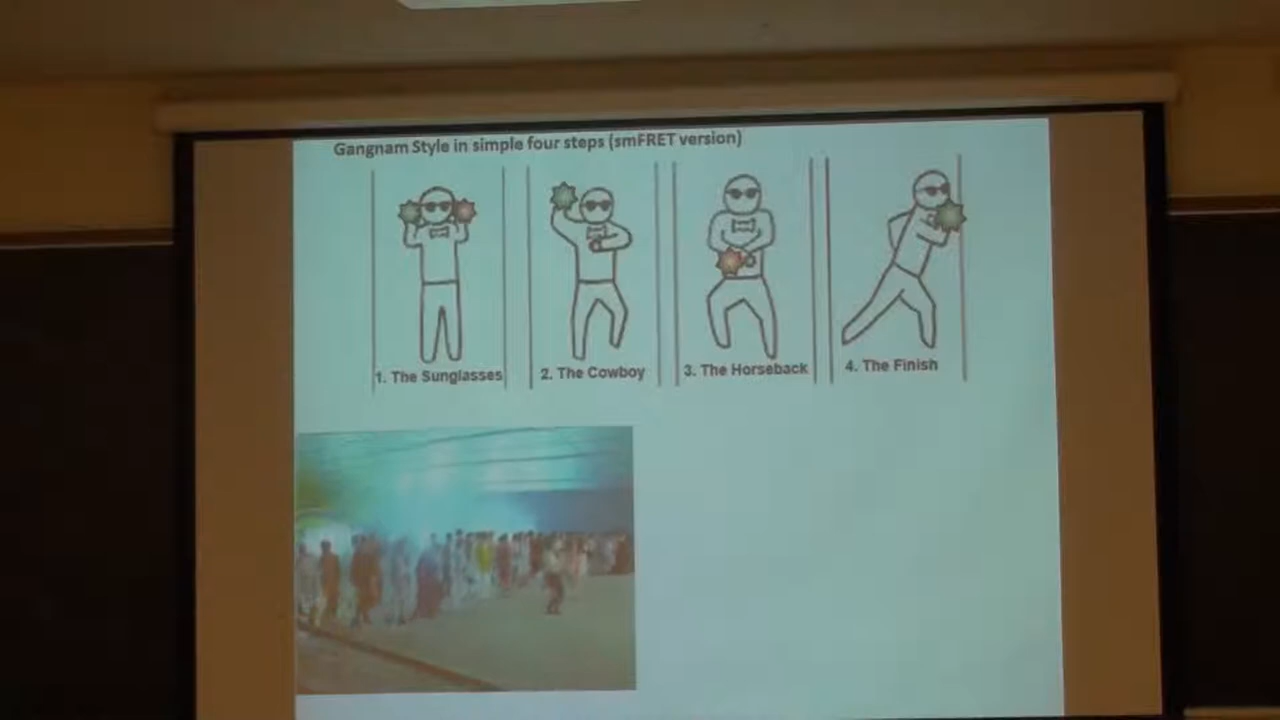 Gangnam Style in simple four steps (smFRET version)
1. The Sunglasses
2. The Cowboy
3. The Horseback
4. The Finish